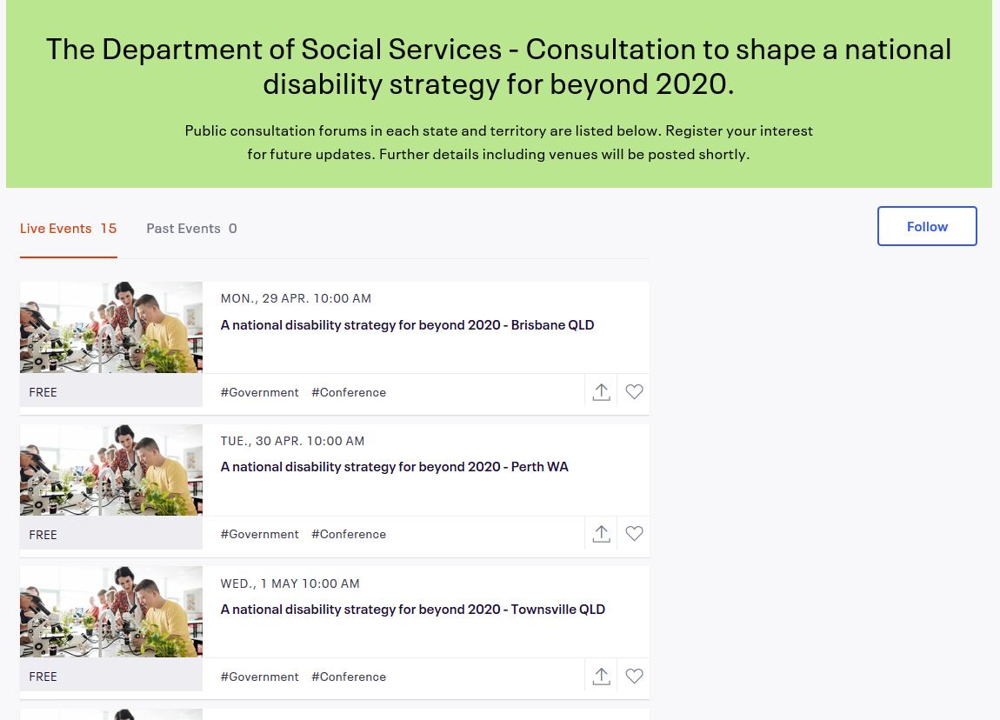 The Department of Social Services - Consultation to shape a national
disability strategy for beyond 2020.
Public consultation forums in each state and territory are listed below. Register your interest
for future updates. Further details including venues will be posted shortly.
Live Events 15
Past Events 0
Follow
MON., 29 APR. 10:00 AM
A national disability strategy for beyond 2020 - Brisbane QLD
FREE
#Government #Conference
TUE., 30 APR. 10:00 AM
A national disability strategy for beyond 2020 - Perth WA
FREE
#Government #Conference
WED., 1 MAY 10:00 AM
A national disability strategy for beyond 2020 - Townsville QLD
FREE
#Government #Conference